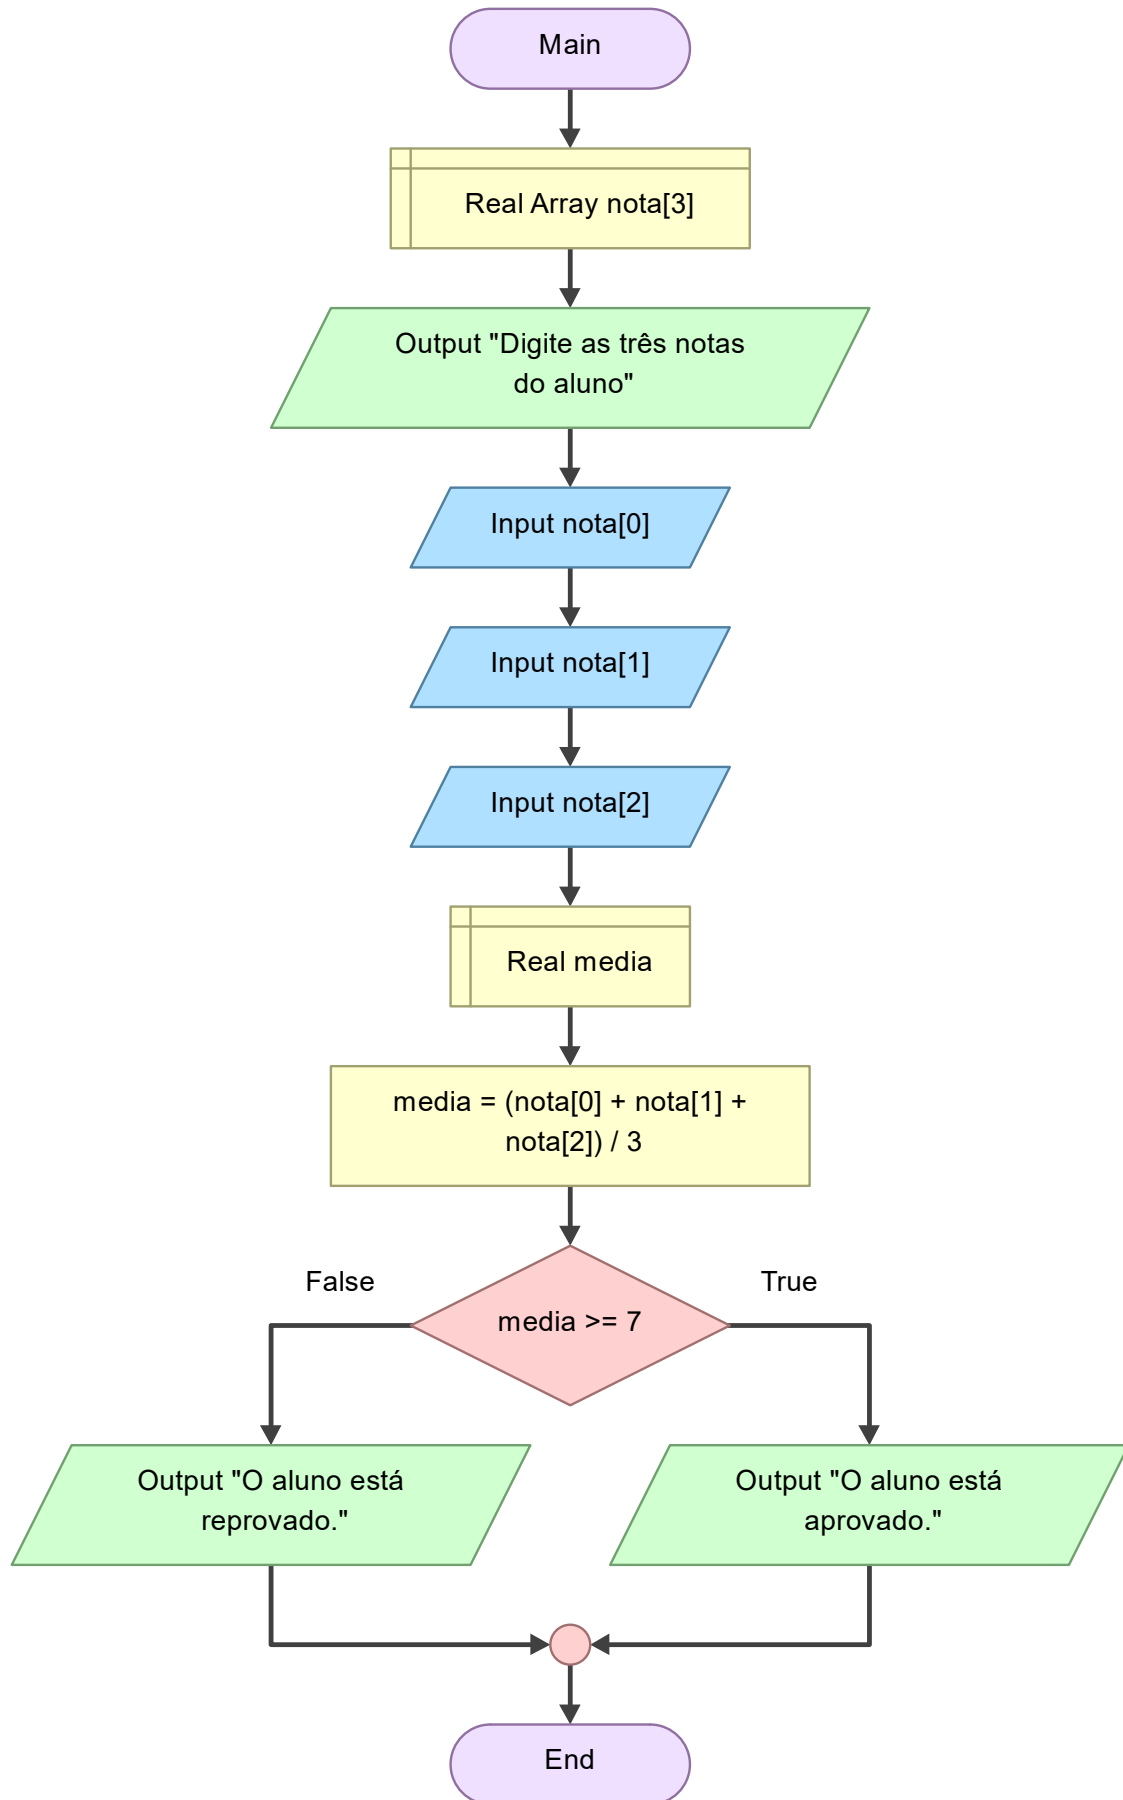 Main
Real Array nota[3]
Output "Digite as três notas
do aluno"
Input nota[0]
Input nota[1]
Input nota[2]
Real media
media = (nota[0] + nota[1] +
nota[2]) / 3
False
True
media >= 7
Output "O aluno está
reprovado."
Output "O aluno está
aprovado."
End